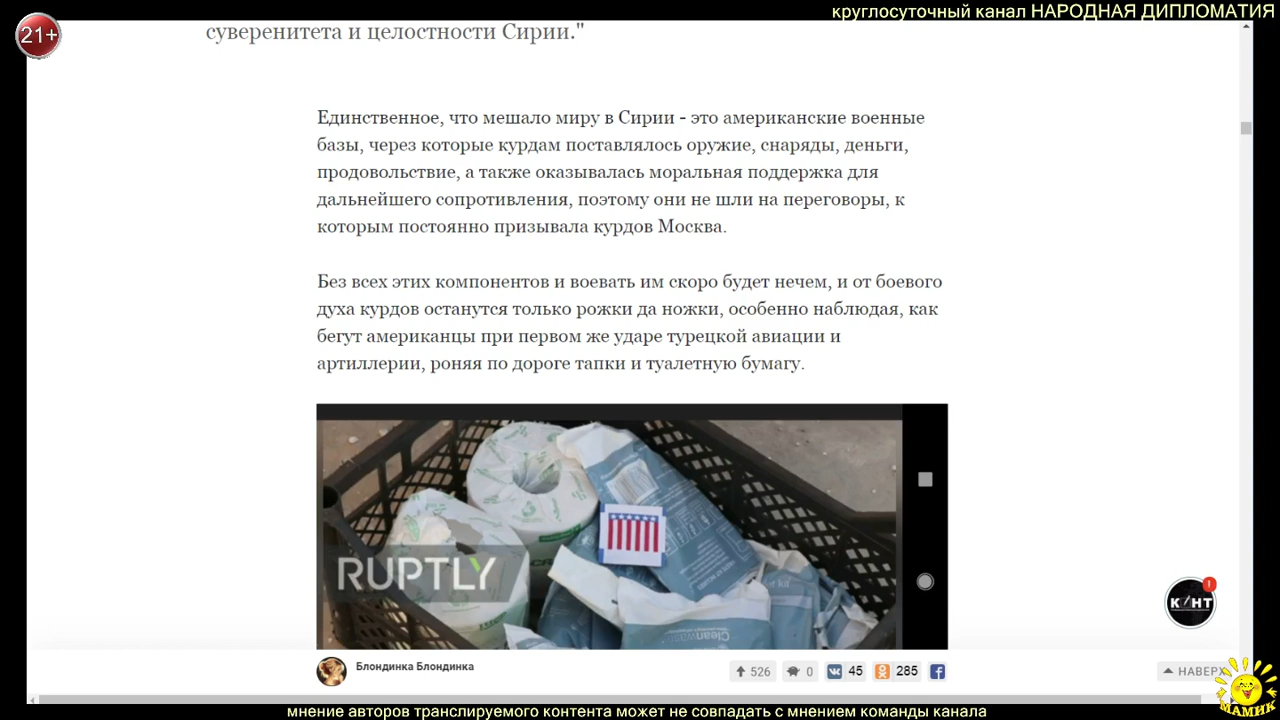 круглосуточный канал НАРОДНАЯ ДИПЛОМАТИЯ
21+
суверенитета и целостности Сирии."
Единственное, что мешало миру в Сирии - это американские военные
базы, через которые курдам поставлялось оружие, снаряды, деньги,
продовольствие, а также оказывалась моральная поддержка для
дальнейшего сопротивления, поэтому они не шли на переговоры, к
которым постоянно призывала курдов Москва.
Без всех этих компонентов и воевать им скоро будет нечем, и от боевого
духа курдов останутся только рожки да ножки, особенно наблюдая, как
бегут американцы при первом же ударе турецкой авиации и
артиллерии, роняя по дороге тапки и туалетную бумагу.
RUPTLY
Cleanwas
КОНТ
!
Блондинка Блондинка
526
0
45
285
НАВЕРХ
МАМИК
мнение авторов транслируемого контента может не совпадать с мнением команды канала